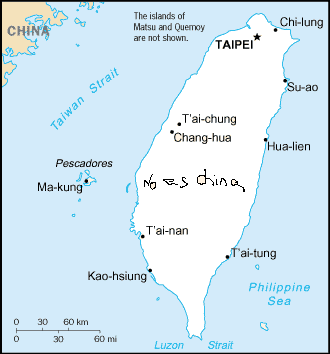 The islands of
Matsu and Quemoy
are not shown.
CHINA
Chi-lung
TAIPEI
Taiwan Strait
Su-ao
T'ai-chung
Chang-hua
Hua-lien
Pescadores
Ma-kung
No es china,
T'ai-nan
T'ai-tung
Kao-hsiung
Philippine
Sea
0 30 60 km
0 30 60 mi
Luzon Strait